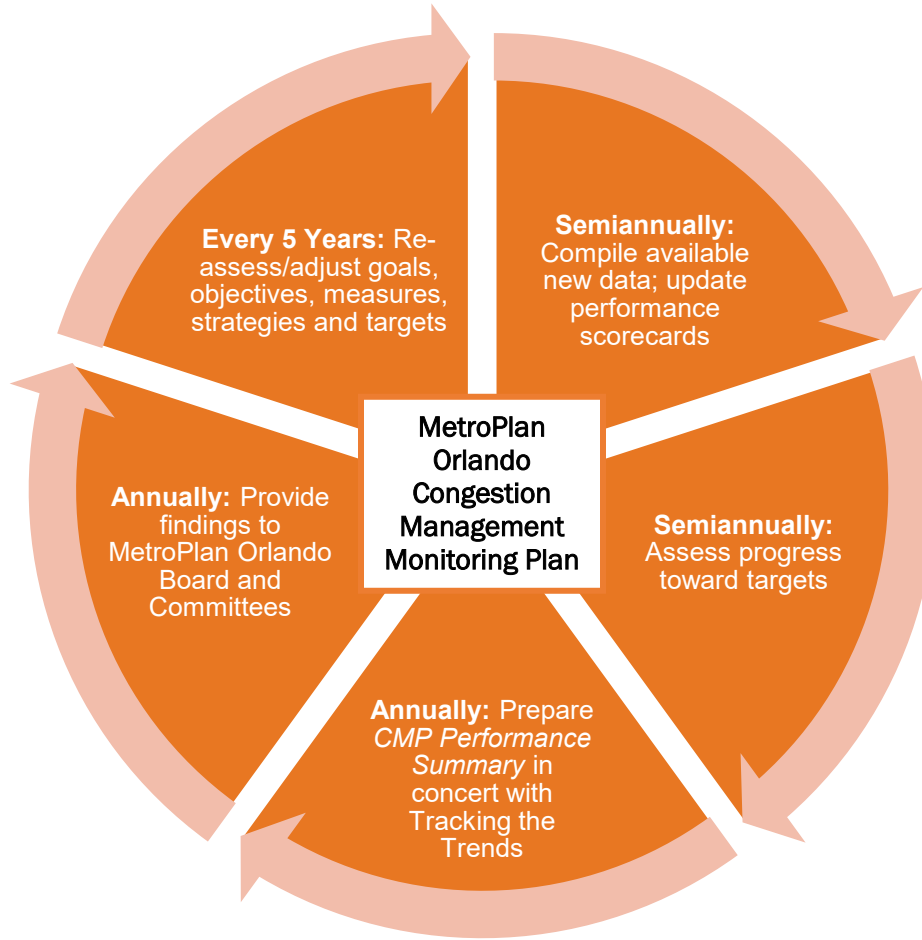 Every 5 Years: Re-
assess/adjust goals,
objectives, measures,
strategies and targets
Semiannually:
Compile available
new data; update
performance
scorecards
MetroPlan
Orlando
Congestion
Management
Monitoring Plan
Annually: Provide
findings to
MetroPlan Orlando
Board and
Committees
Semiannually:
Assess progress
toward targets
Annually: Prepare
CMP Performance
Summary in
concert with
Tracking the
Trends